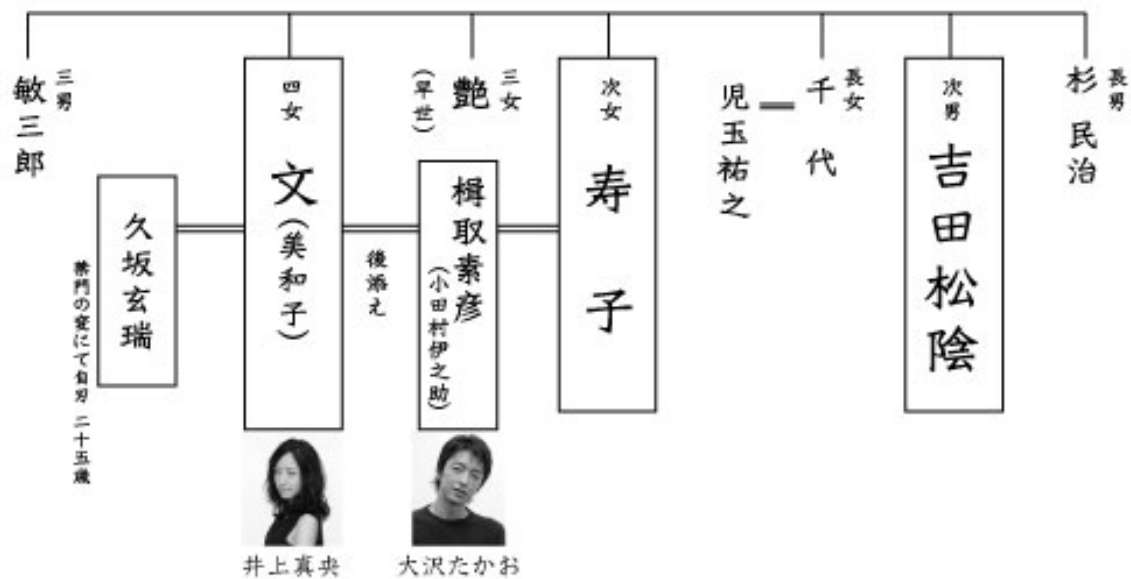 長男
杉民治
次男
吉田松陰
長女
千代
児玉祐之
次女
寿子
三女
艶
(早世)
楫取素彦
(小田村伊之助)
後添え
四女
文(美和子)
久坂玄瑞
禁門の変にて自刃 二十五歳
三男
敏三郎
大沢たかお
井上真央